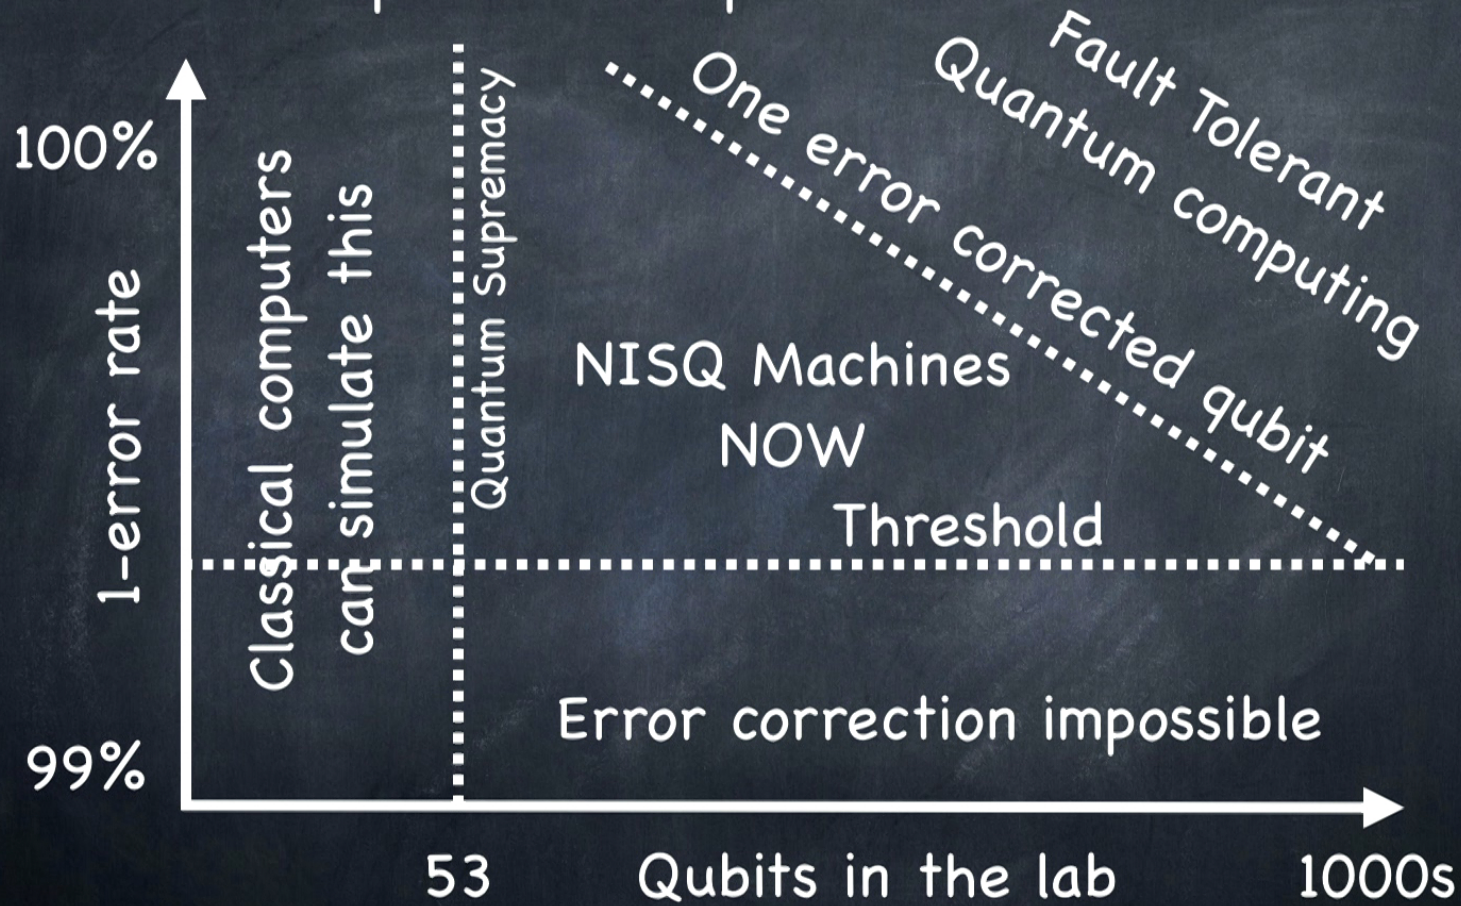 Fault Tolerant
Quantum computing
One error corrected qubit
100%
1-error rate
99%
Classical computers
can simulate this
Quantum Supremacy
NISQ Machines
NOW
Threshold
Error correction impossible
53
Qubits in the lab
1000s